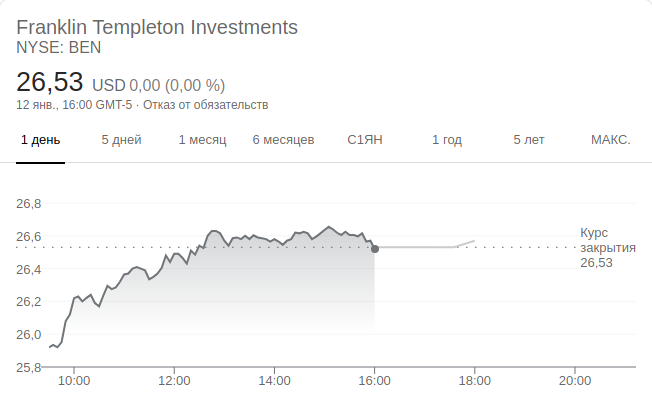 Franklin Templeton Investments
NYSE: BEN
26,53 USD 0,00 (0,00 %)
12 янв., 16:00 GMT-5 · Отказ от обязательств
1 день 5 дней 1 месяц 6 месяцев С1ЯН 1 год 5 лет МАКС.
26,8
26,6
26,4
26,2
26,0
25,8
Курс
закрытия
26,53
10:00 12:00 14:00 16:00 18:00 20:00